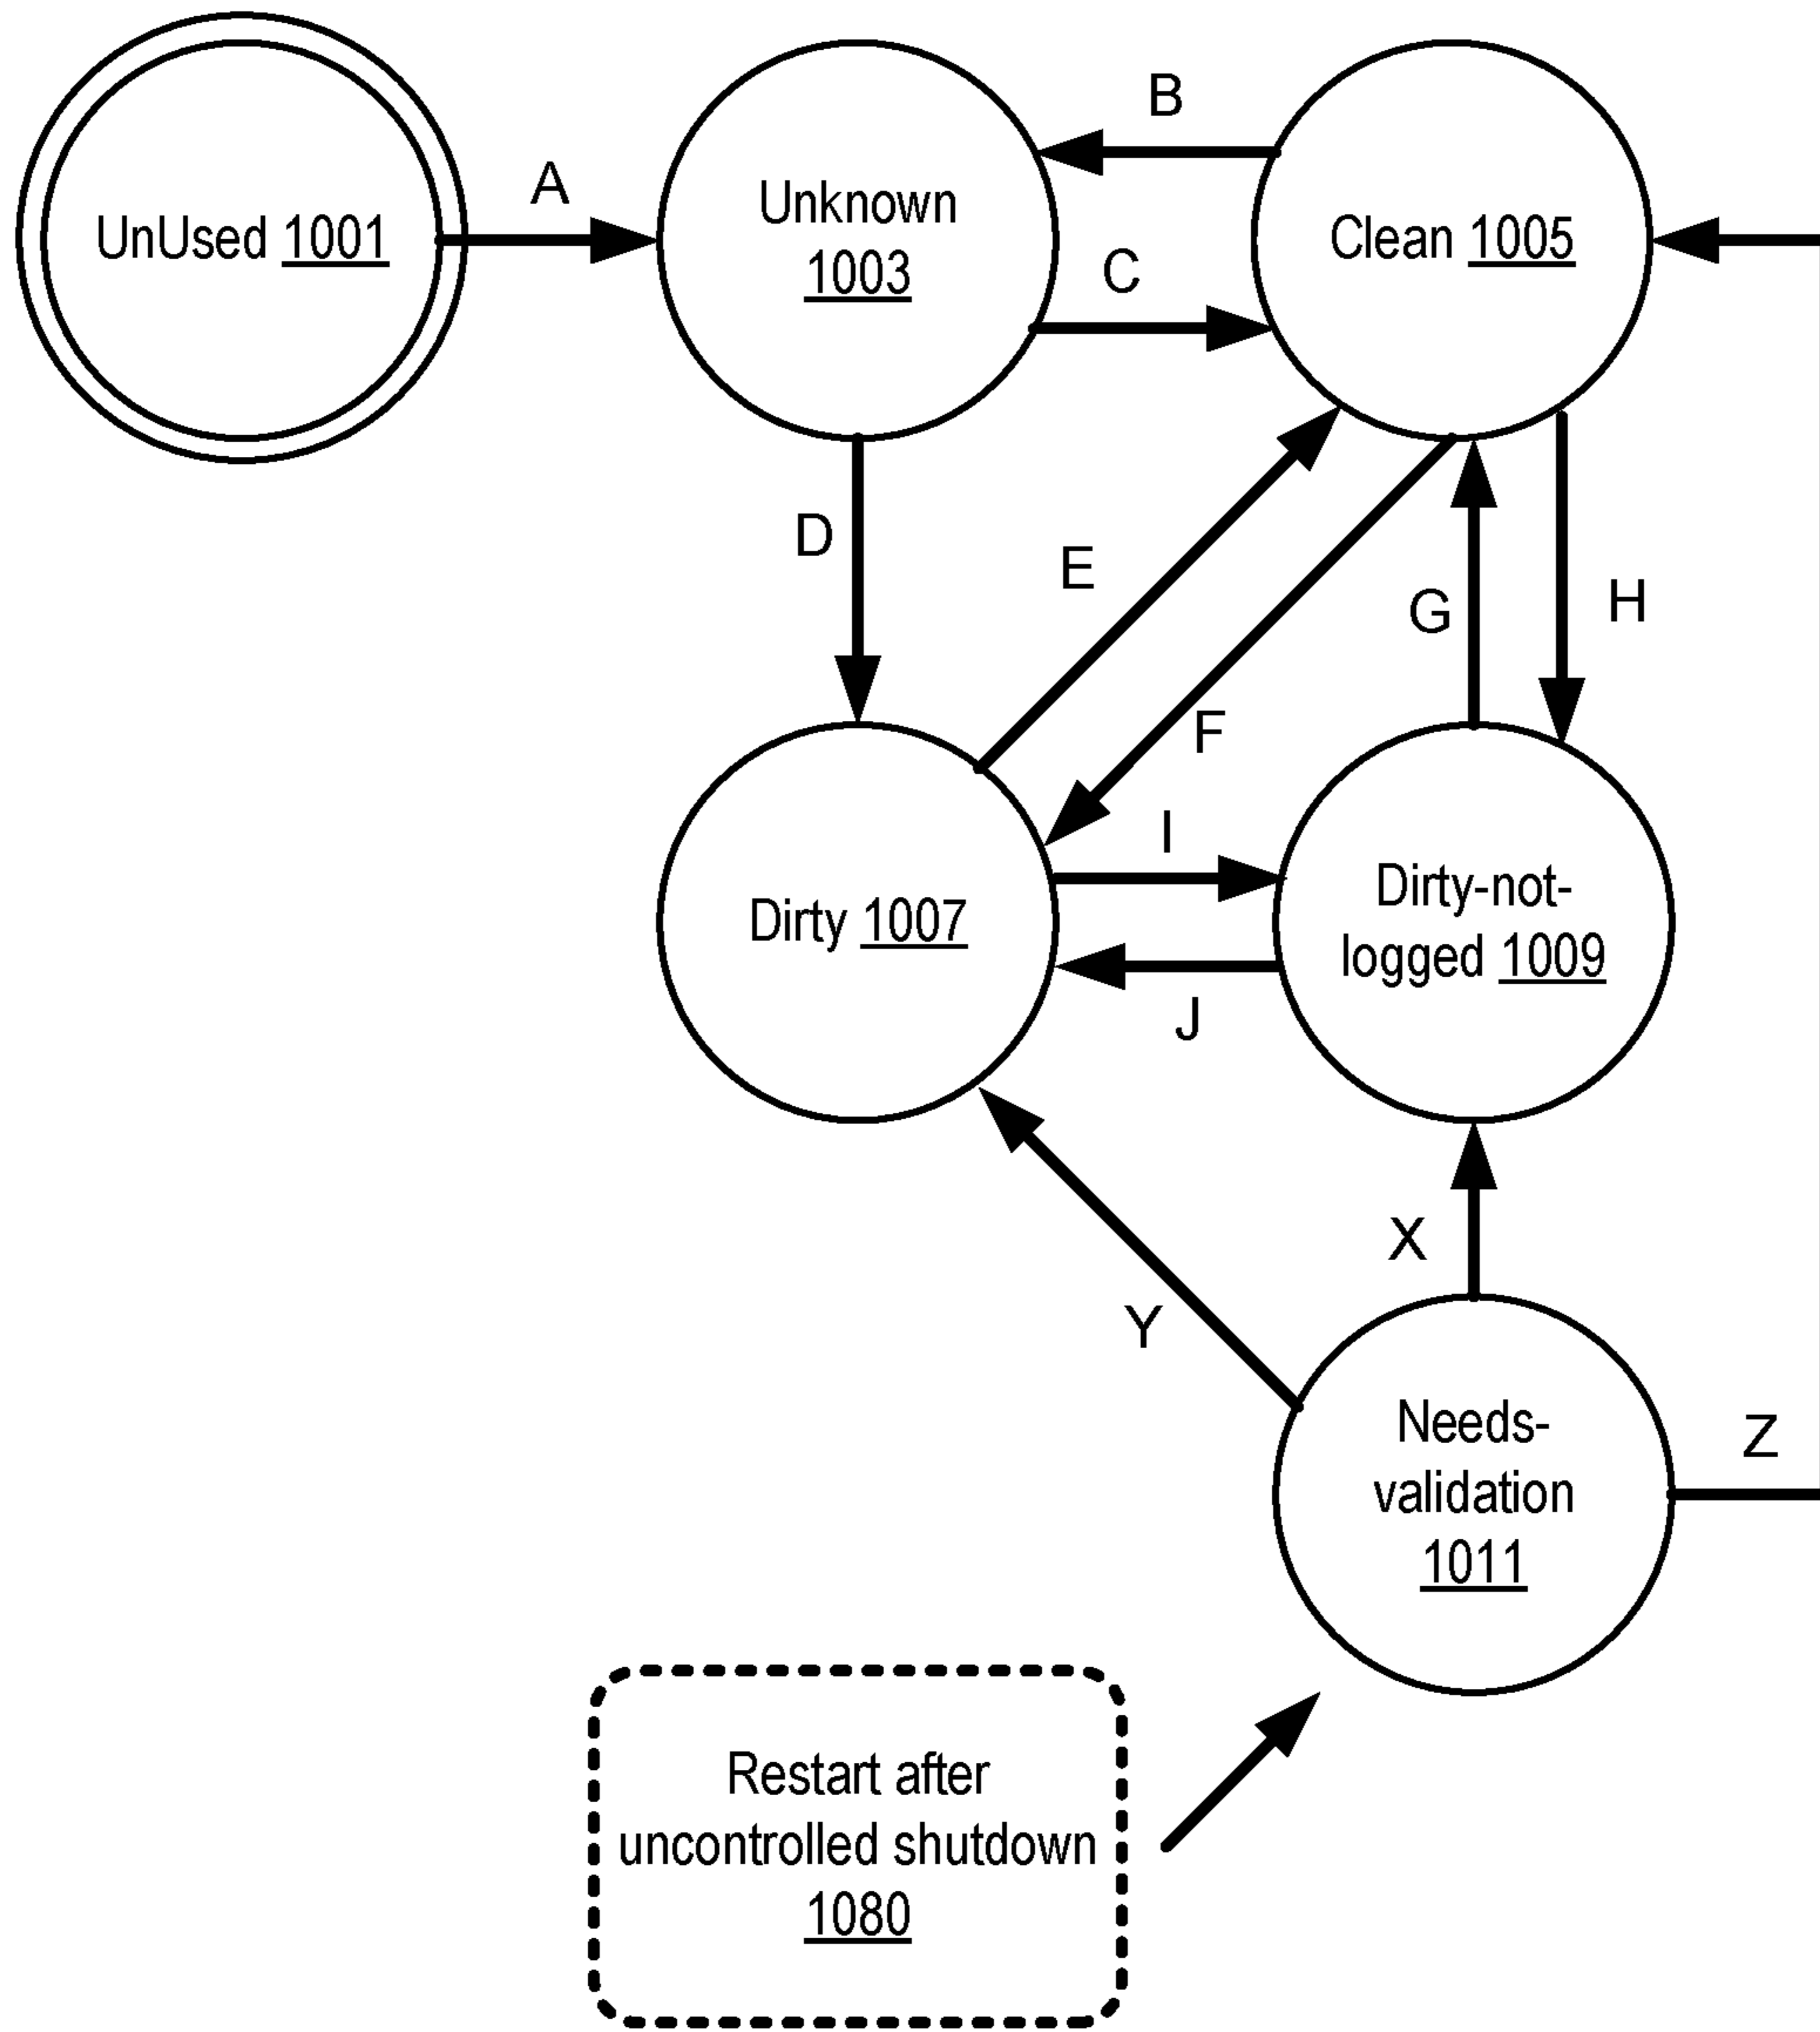 B
A
UnUsed 1001
Unknown
1003
Clean 1005
C
D
E
G
H
F
I
Dirty 1007
Dirty-not-
logged 1009
J
X
Y
Needs-
validation
1011
Z
Restart after
uncontrolled shutdown
1080